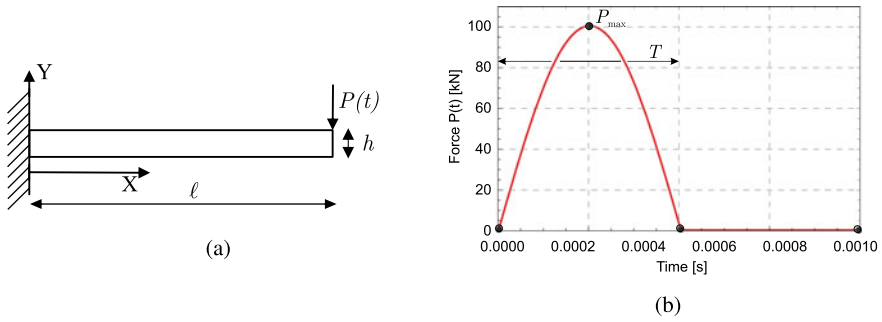 Y
P(t)
h
X
ℓ
(a)
Force P(t) [kN]
100
80
60
40
20
0
P_max
T
0.0000 0.0002 0.0004 0.0006 0.0008 0.0010
Time [s]
(b)